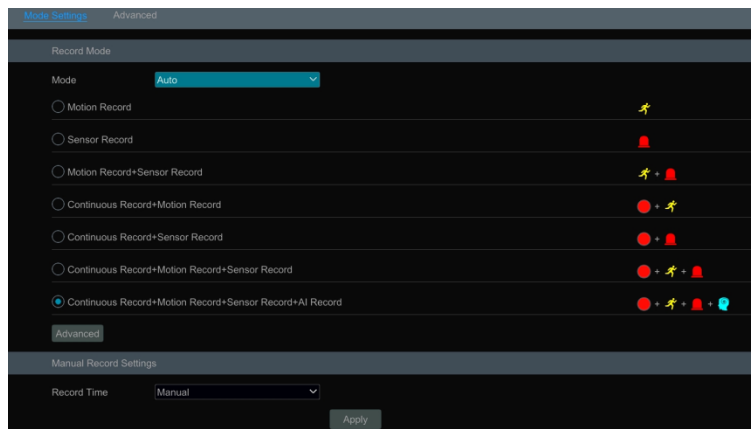 Mode Settings Advanced
Record Mode
Mode Auto
Motion Record
Sensor Record
Motion Record+Sensor Record +
Continuous Record+Motion Record +
Continuous Record+Sensor Record +
Continuous Record+Motion Record+Sensor Record + +
Continuous Record+Motion Record+Sensor Record+AI Record + + +
Advanced
Manual Record Settings
Record Time Manual
Apply